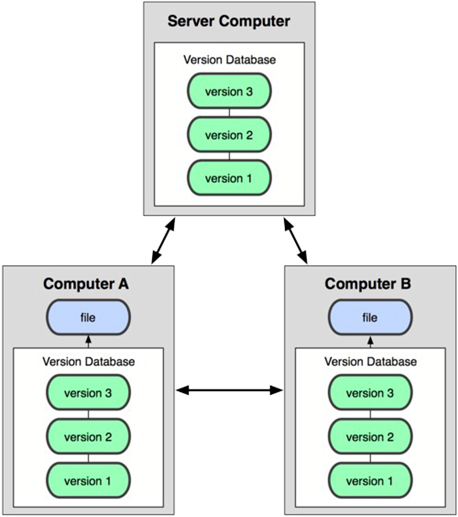 Server Computer
Version Database
version 3
version 2
version 1
Computer A
file
Version Database
version 3
version 2
version 1
Computer B
file
Version Database
version 3
version 2
version 1